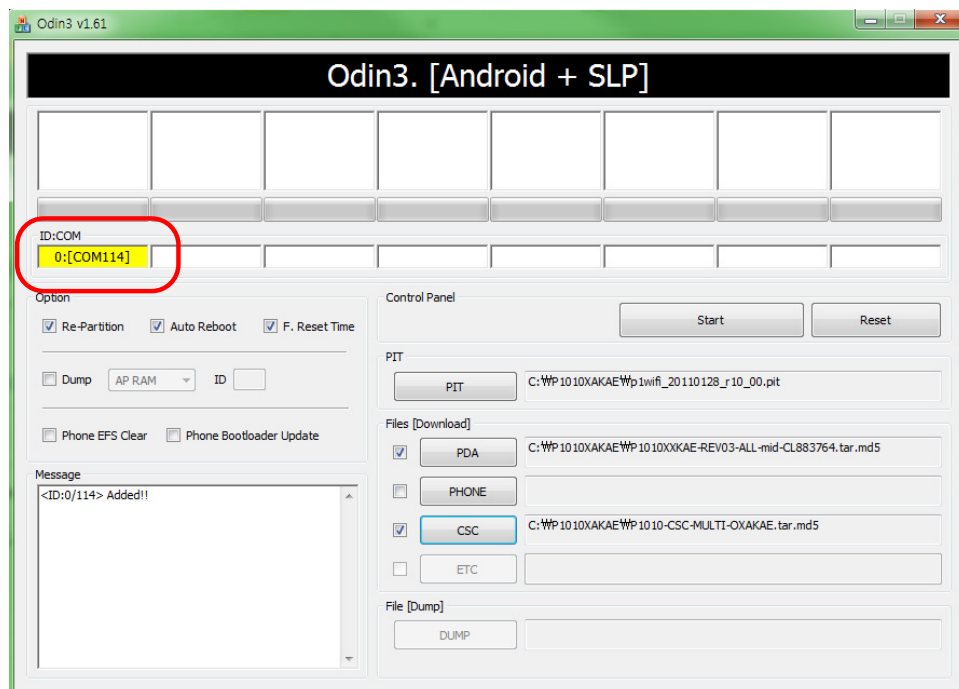 Odin3 v1.61
Odin3. [Android + SLP]
ID:COM
0:[COM114]
Option
Re-Partition Auto Reboot F. Reset Time
Dump AP RAM ID
Phone EFS Clear Phone Bootloader Update
Message
<ID:0/114> Added!!
Control Panel
Start Reset
PIT
PIT C:₩P1010XAKAE₩p1wifi_20110128_r10_00.pit
Files [Download]
PDA C:₩P1010XAKAE₩P1010XXKAE-REV03-ALL-mid-CL883764.tar.md5
PHONE
CSC C:₩P1010XAKAE₩P1010-CSC-MULTI-OXAKAE.tar.md5
ETC
File [Dump]
DUMP